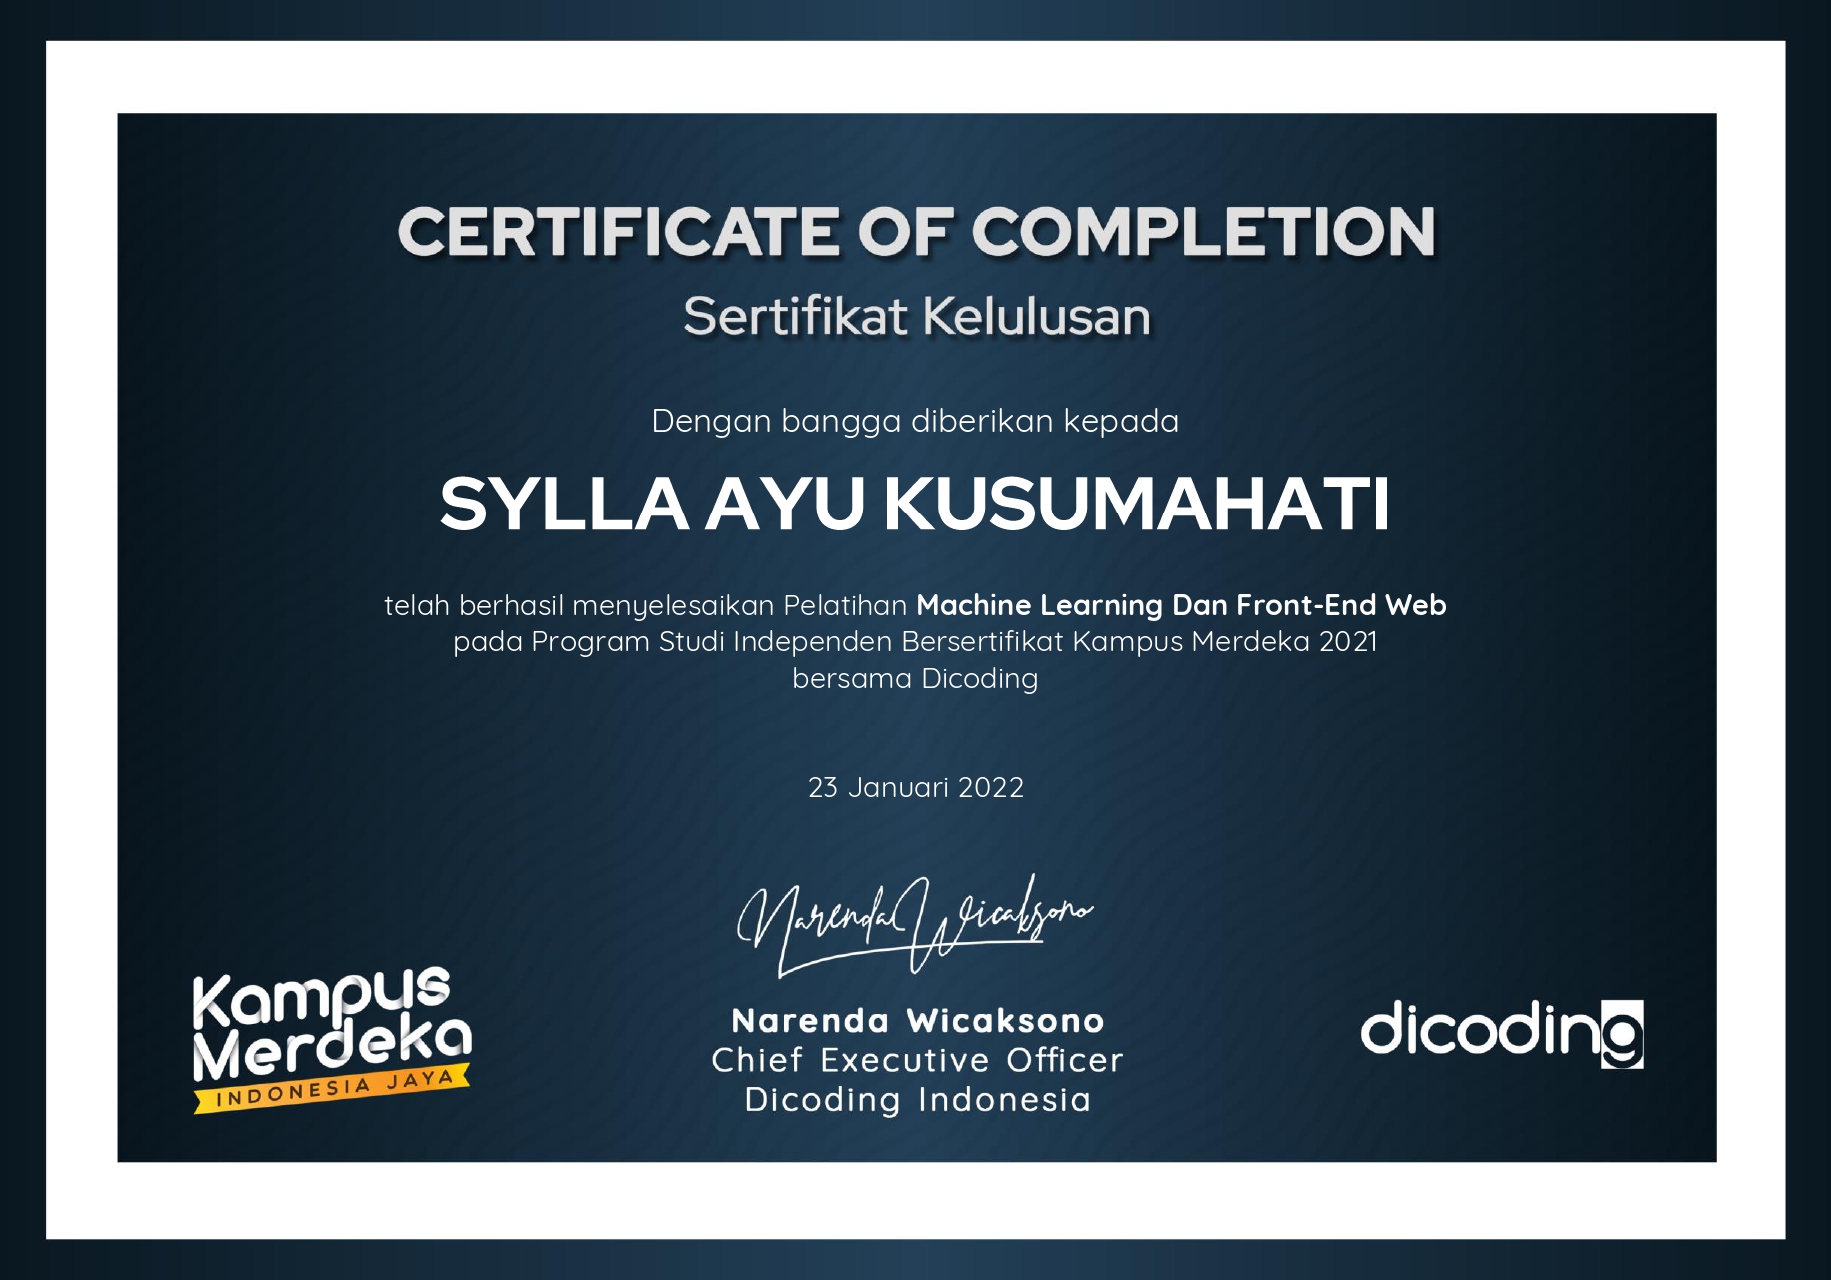 CERTIFICATE OF COMPLETION
Sertifikat Kelulusan
Dengan bangga diberikan kepada
SYLLA AYU KUSUMAHATI
telah berhasil menyelesaikan Pelatihan Machine Learning Dan Front-End Web
pada Program Studi Independen Bersertifikat Kampus Merdeka 2021
bersama Dicoding
23 Januari 2022
Narenda Wicaksono
Narenda Wicaksono
Chief Executive Officer
Dicoding Indonesia
Kampus
Merdeka
INDONESIA JAYA
dicoding